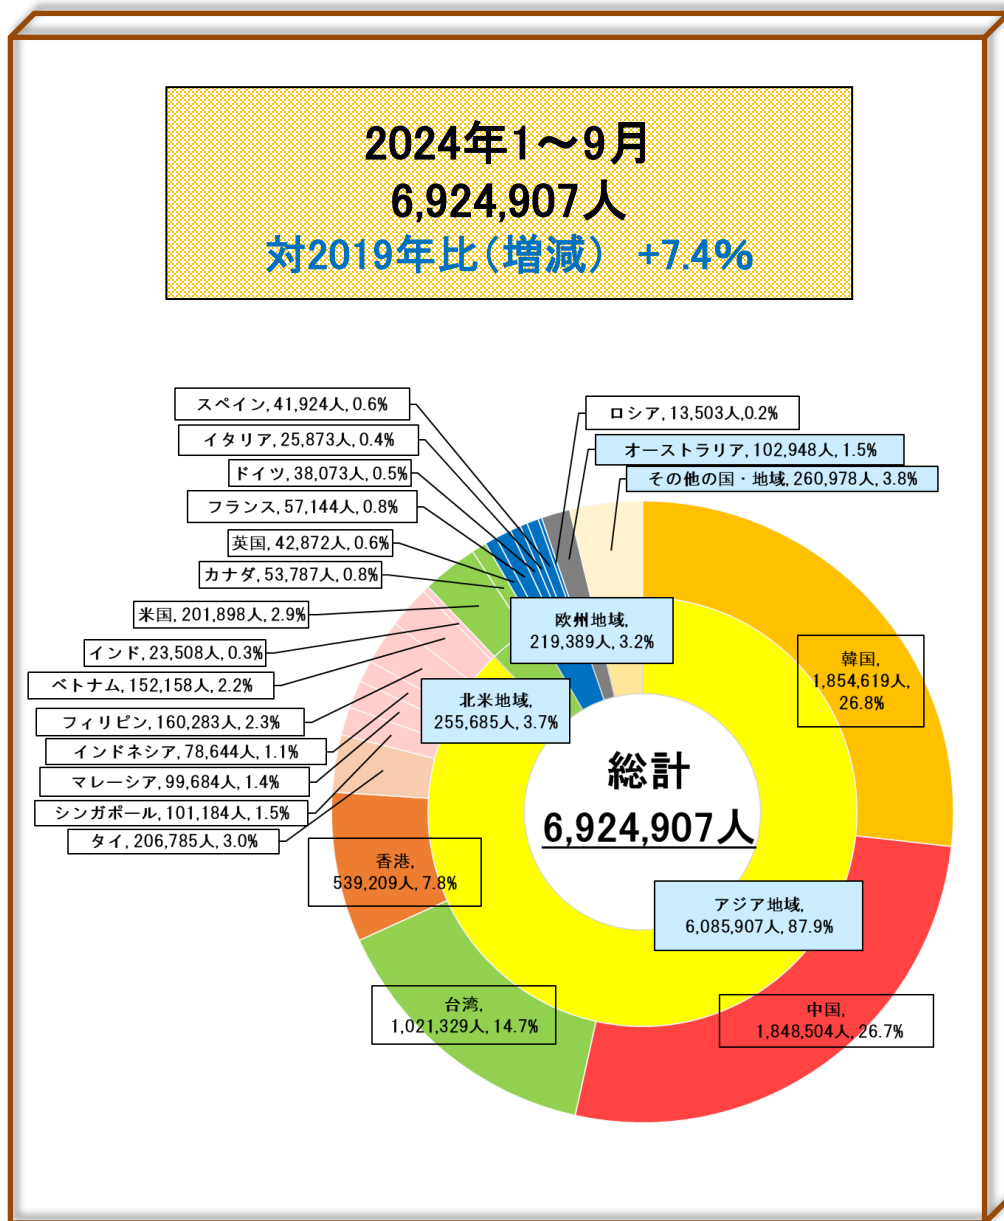 2024年1～9月
6,924,907人
対2019年比（増減） +7.4%
スペイン, 41,924人, 0.6%
イタリア, 25,873人, 0.4%
ドイツ, 38,073人, 0.5%
フランス, 57,144人, 0.8%
英国, 42,872人, 0.6%
カナダ, 53,787人, 0.8%
米国, 201,898人, 2.9%
インド, 23,508人, 0.3%
ベトナム, 152,158人, 2.2%
フィリピン, 160,283人, 2.3%
インドネシア, 78,644人, 1.1%
マレーシア, 99,684人, 1.4%
シンガポール, 101,184人, 1.5%
タイ, 206,785人, 3.0%
ロシア, 13,503人,0.2%
オーストラリア, 102,948人, 1.5%
その他の国・地域, 260,978人, 3.8%
欧州地域,
219,389人, 3.2%
北米地域,
255,685人, 3.7%
韓国,
1,854,619人,
26.8%
総計
6,924,907人
香港,
539,209人, 7.8%
アジア地域,
6,085,907人, 87.9%
台湾,
1,021,329人, 14.7%
中国,
1,848,504人, 26.7%